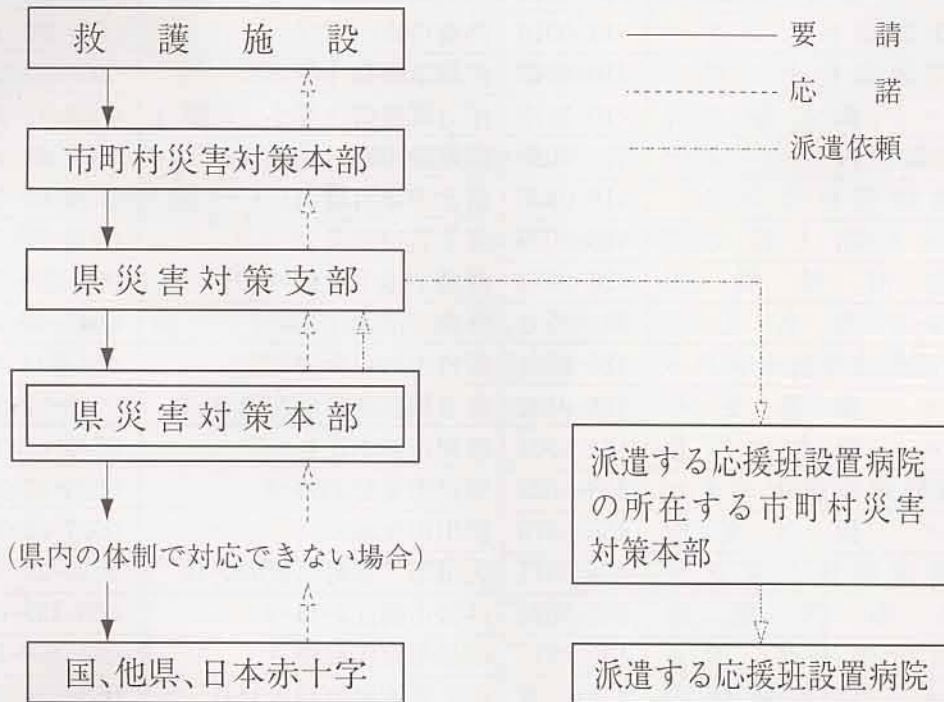 救護施設
要請
応諾
派遣依頼
市町村災害対策本部
県災害対策支部
県災害対策本部
(県内の体制で対応できない場合)
国、他県、日本赤十字
派遣する応援班設置病院
の所在する市町村災害
対策本部
派遣する応援班設置病院